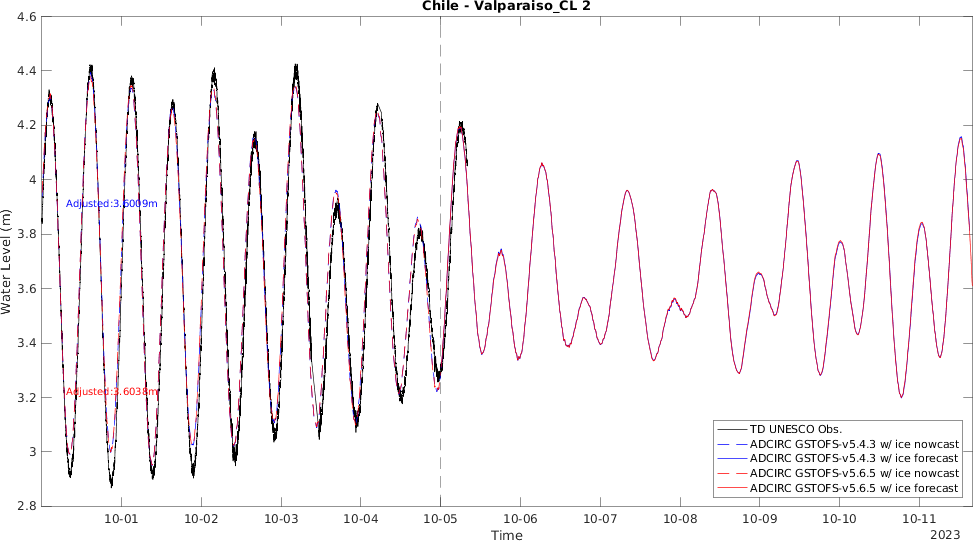 Chile - Valparaiso_CL 2
4.6
4.4
4.2
4
3.8
3.6
3.4
3.2
3
2.8
Water Level (m)
Adjusted:3.6009m
Adjusted:3.6038m
TD UNESCO Obs.
ADCIRC GSTOFS-v5.4.3 w/ ice nowcast
ADCIRC GSTOFS-v5.4.3 w/ ice forecast
ADCIRC GSTOFS-v5.6.5 w/ ice nowcast
ADCIRC GSTOFS-v5.6.5 w/ ice forecast
10-01 10-02 10-03 10-04 10-05 10-06 10-07 10-08 10-09 10-10 10-11
Time
2023